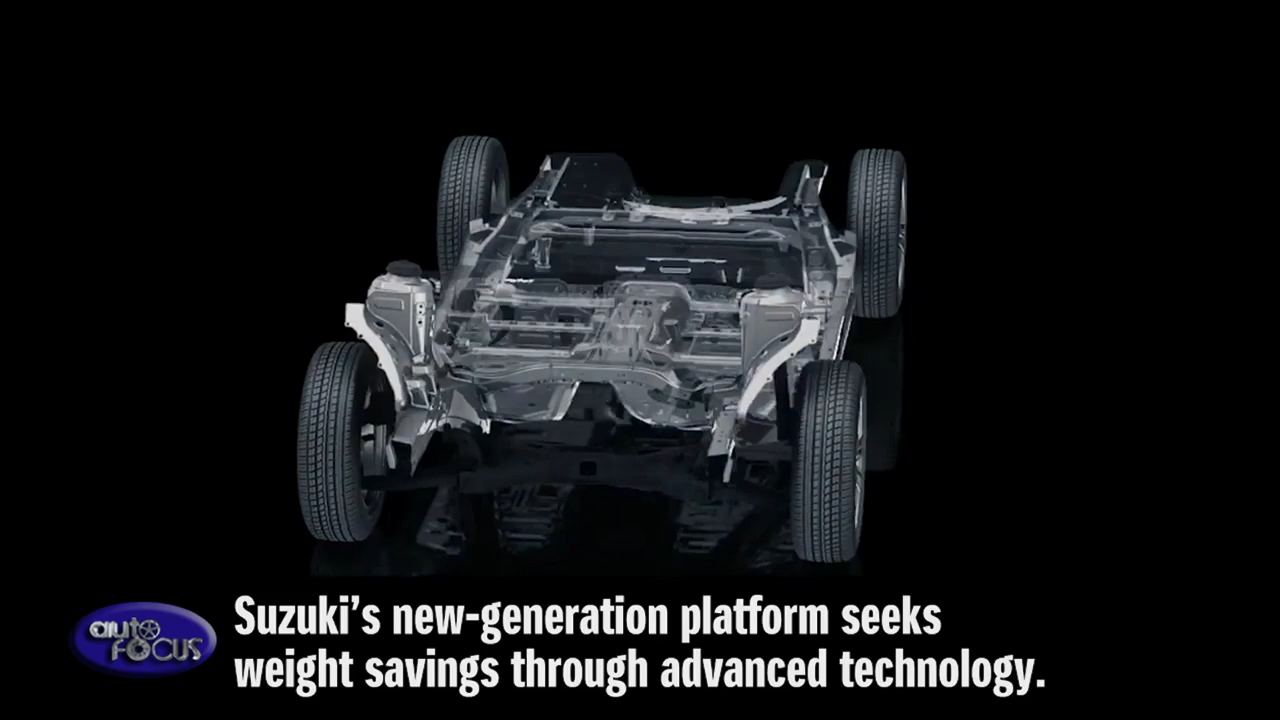 auto
FOCUS
Suzuki’s new-generation platform seeks
weight savings through advanced technology.